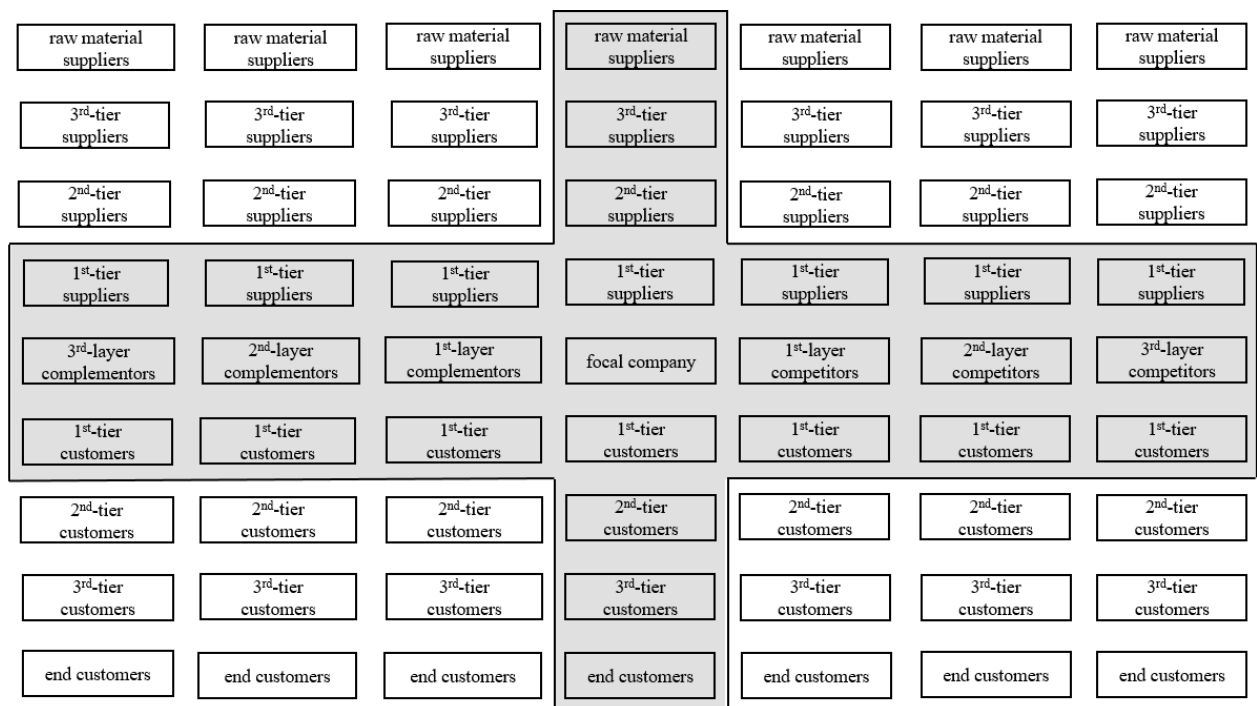 raw material
suppliers
raw material
suppliers
raw material
suppliers
raw material
suppliers
raw material
suppliers
raw material
suppliers
raw material
suppliers
3rd-tier
suppliers
3rd-tier
suppliers
3rd-tier
suppliers
3rd-tier
suppliers
3rd-tier
suppliers
3rd-tier
suppliers
3rd-tier
suppliers
2nd-tier
suppliers
2nd-tier
suppliers
2nd-tier
suppliers
2nd-tier
suppliers
2nd-tier
suppliers
2nd-tier
suppliers
2nd-tier
suppliers
1st-tier
suppliers
1st-tier
suppliers
1st-tier
suppliers
1st-tier
suppliers
1st-tier
suppliers
1st-tier
suppliers
1st-tier
suppliers
3rd-layer
complementors
2nd-layer
complementors
1st-layer
complementors
focal company
1st-layer
competitors
2nd-layer
competitors
3rd-layer
competitors
1st-tier
customers
1st-tier
customers
1st-tier
customers
1st-tier
customers
1st-tier
customers
1st-tier
customers
1st-tier
customers
2nd-tier
customers
2nd-tier
customers
2nd-tier
customers
2nd-tier
customers
2nd-tier
customers
2nd-tier
customers
2nd-tier
customers
3rd-tier
customers
3rd-tier
customers
3rd-tier
customers
3rd-tier
customers
3rd-tier
customers
3rd-tier
customers
3rd-tier
customers
end customers
end customers
end customers
end customers
end customers
end customers
end customers